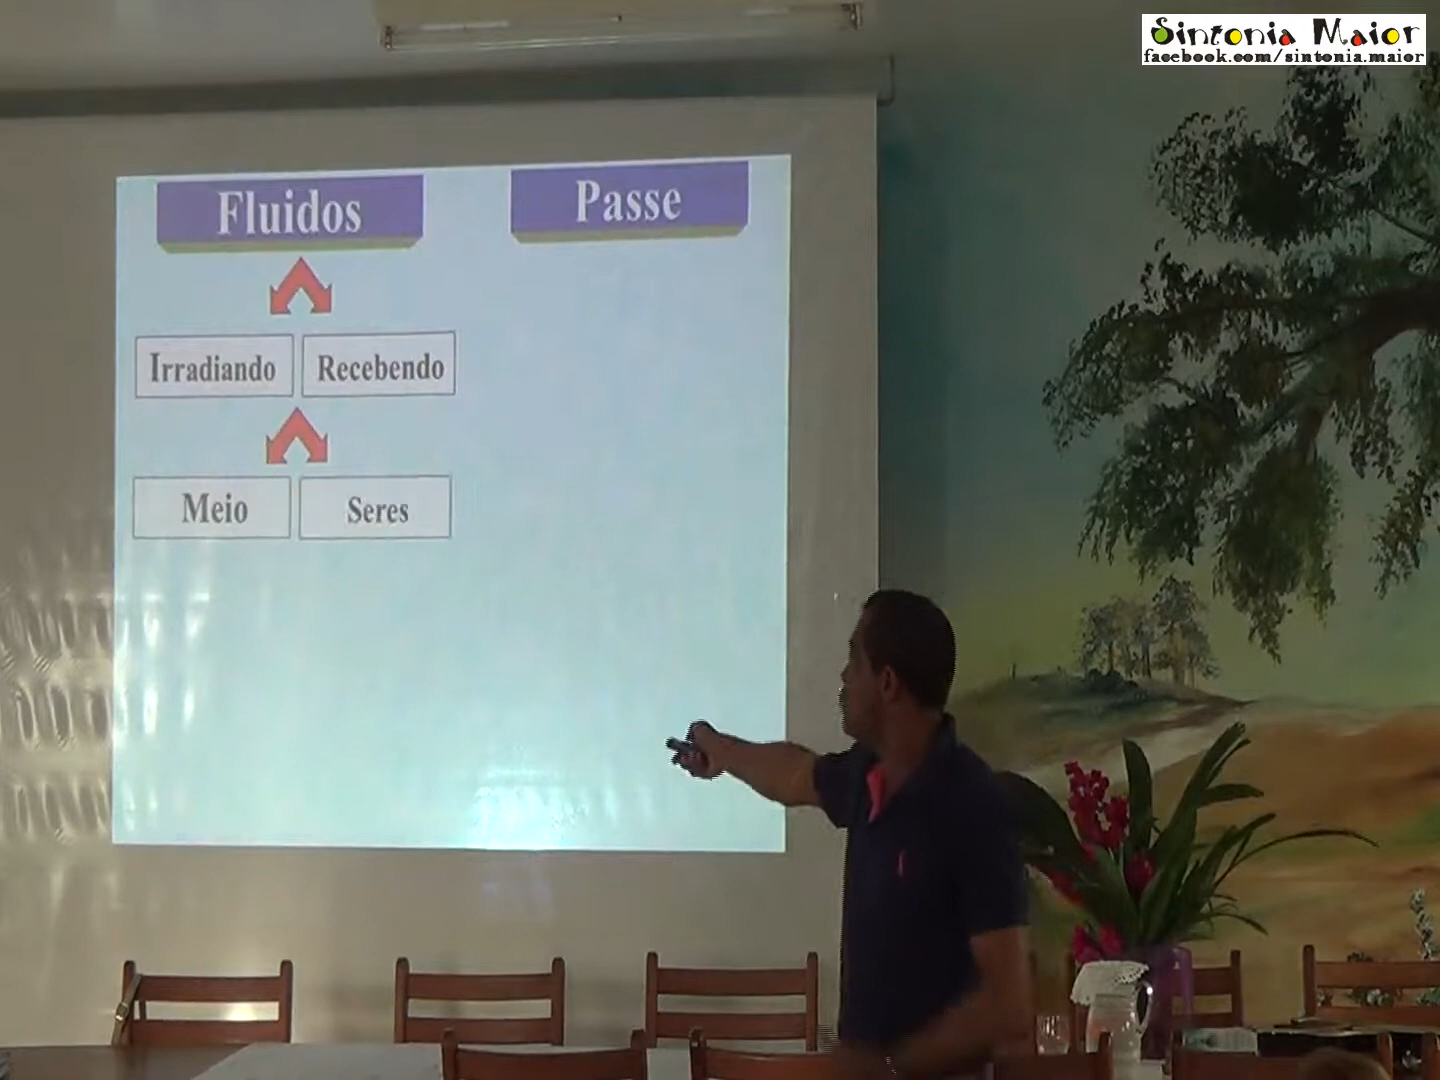 Sintonia Maior
facebook.com/sintonia.maior
Fluidos
Passe
Irradiando
Recebendo
Meio
Seres